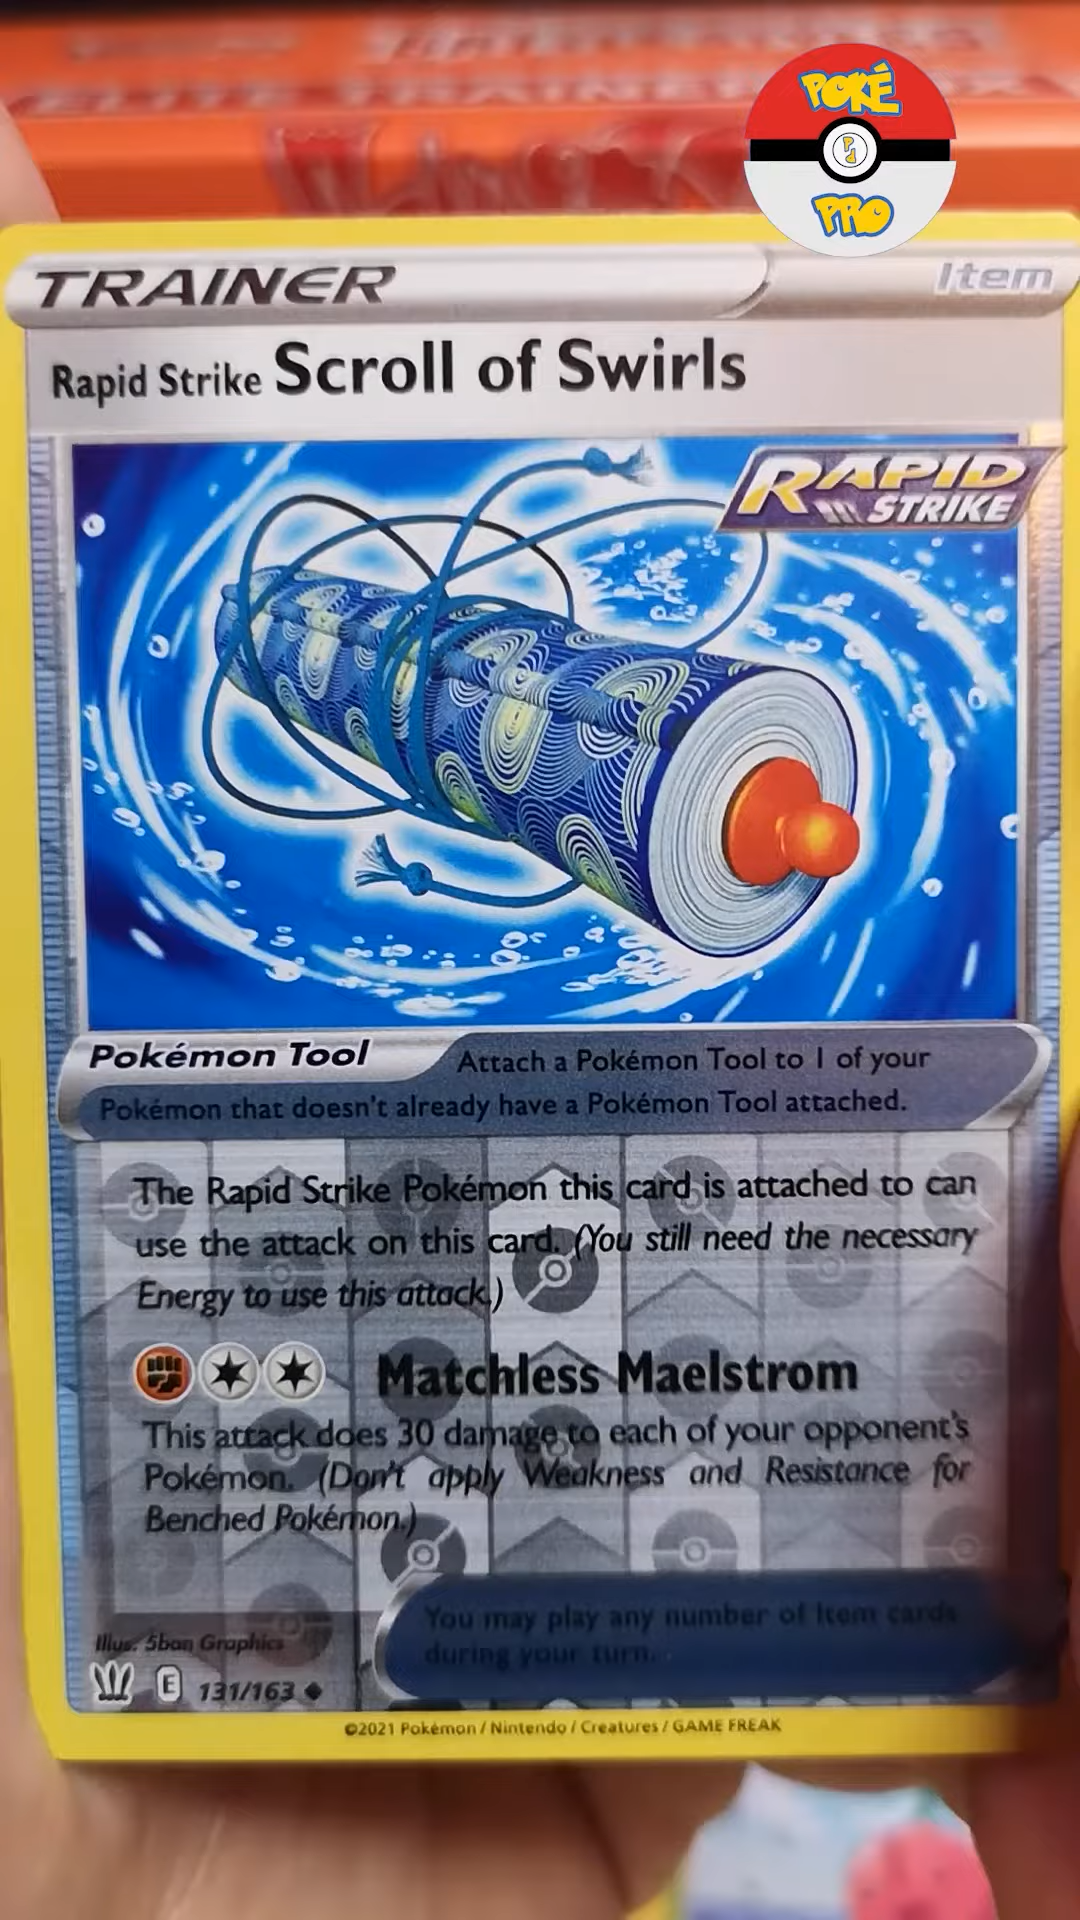 ELITE TRAINER
POKÉ
PRO
TRAINER
Item
Rapid Strike Scroll of Swirls
RAPID
STRIKE
Pokémon Tool
Attach a Pokémon Tool to 1 of your
Pokémon that doesn't already have a Pokémon Tool attached.
The Rapid Strike Pokémon this card is attached to can
use the attack on this card. (You still need the necessary
Energy to use this attack.)
Matchless Maelstrom
This attack does 30 damage to each of your opponent's
Pokémon. (Don't apply Weakness and Resistance for
Benched Pokémon.)
You may play any number of Item cards
during your turn.
Illus. 5ban Graphics
E 131/163
©2021 Pokémon / Nintendo / Creatures / GAME FREAK